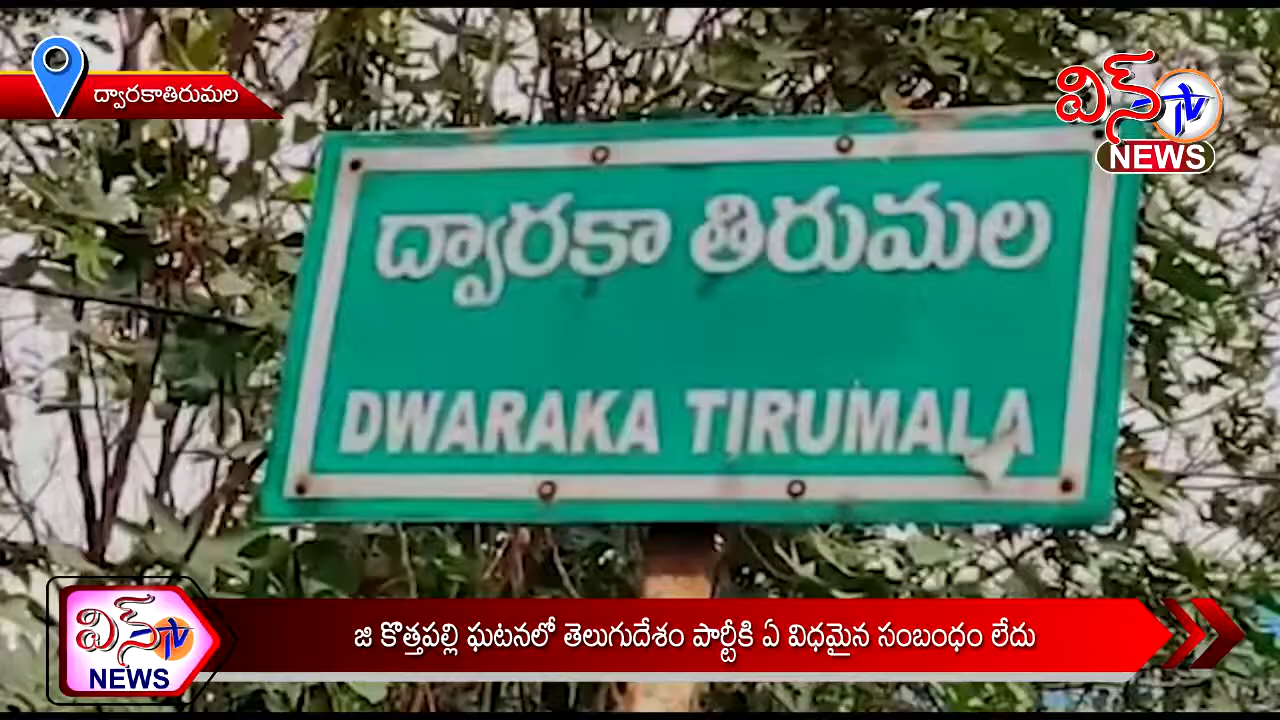 ద్వారకాతిరుమల
విన్ TV
NEWS
ద్వారకా తిరుమల
DWARAKA TIRUMALA
విన్ TV
NEWS
జి కొత్తపల్లి ఘటనలో తెలుగుదేశం పార్టీకి ఏ విధమైన సంబంధం లేదు